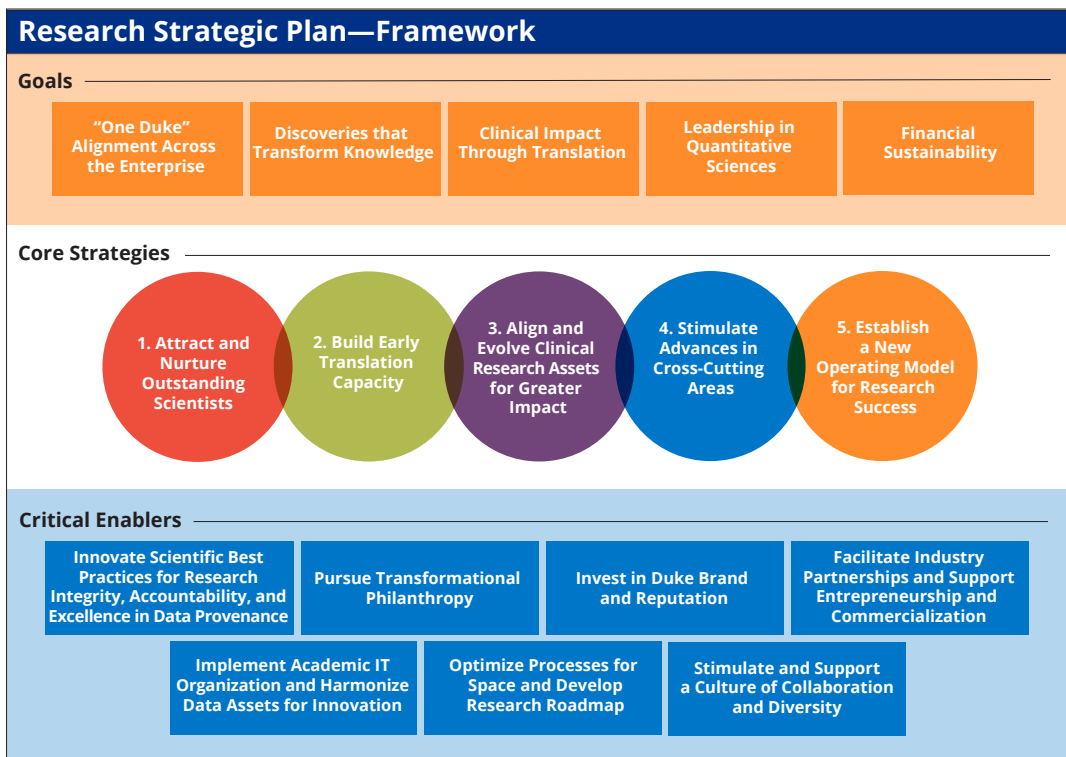 Research Strategic Plan—Framework
Goals
“One Duke”
Alignment Across
the Enterprise
Discoveries that
Transform Knowledge
Clinical Impact
Through Translation
Leadership in
Quantitative
Sciences
Financial
Sustainability
Core Strategies
1. Attract and
Nurture
Outstanding
Scientists
2. Build Early
Translation
Capacity
3. Align and
Evolve Clinical
Research Assets
for Greater
Impact
4. Stimulate
Advances in
Cross-Cutting
Areas
5. Establish
a New
Operating Model
for Research
Success
Critical Enablers
Innovate Scientific Best
Practices for Research
Integrity, Accountability, and
Excellence in Data Provenance
Pursue Transformational
Philanthropy
Invest in Duke Brand
and Reputation
Facilitate Industry
Partnerships and Support
Entrepreneurship and
Commercialization
Implement Academic IT
Organization and Harmonize
Data Assets for Innovation
Optimize Processes for
Space and Develop
Research Roadmap
Stimulate and Support
a Culture of Collaboration
and Diversity